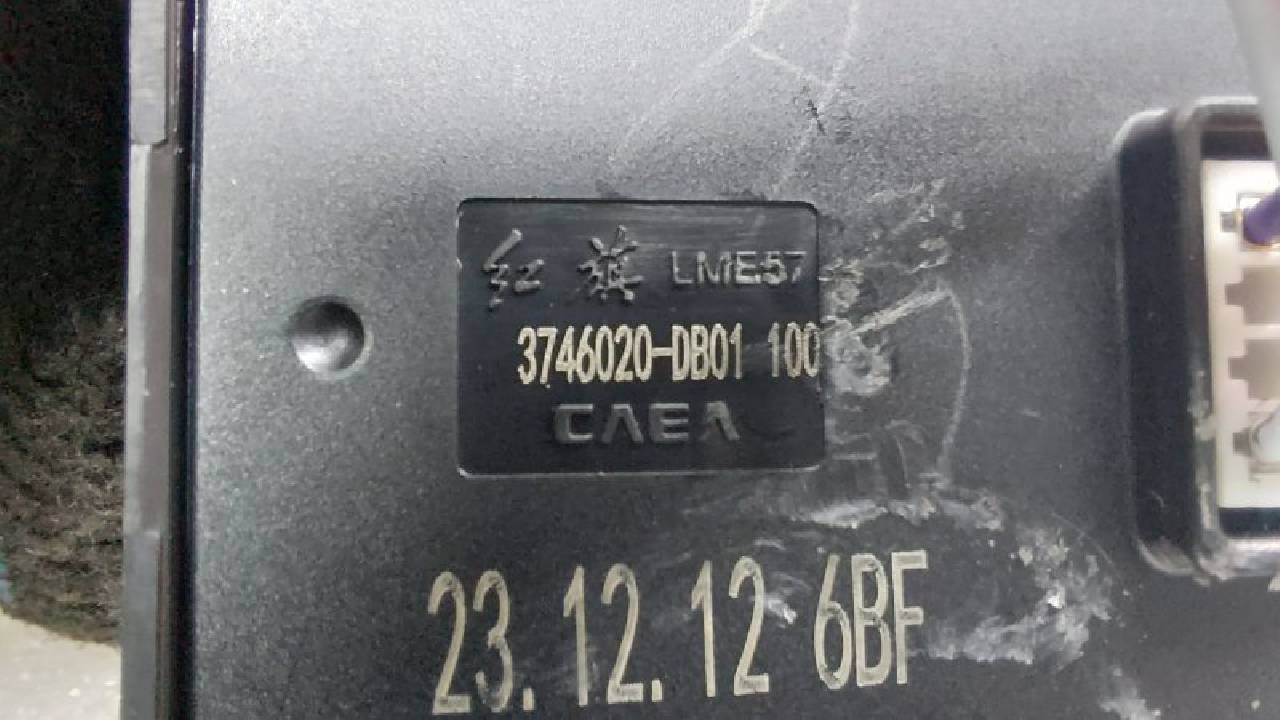 红旗 LME57
3746020-DB01 100
CAEA
23.12.12 6BF